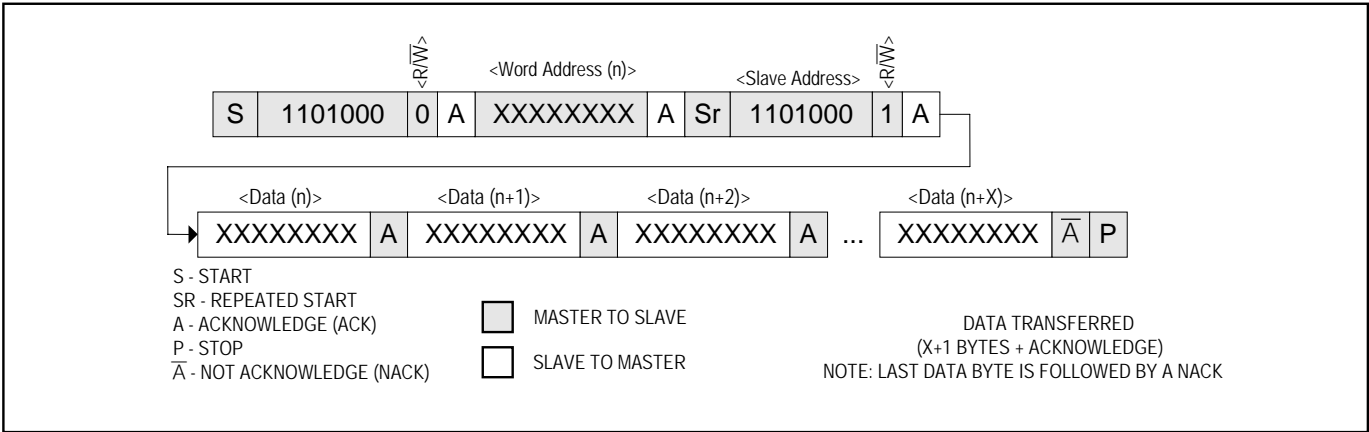 <R/W̅> <Word Address (n)> <Slave Address> <R/W̅>
S 1101000 0 A XXXXXXXX A Sr 1101000 1 A
<Data (n)> <Data (n+1)> <Data (n+2)> <Data (n+X)>
XXXXXXXX A XXXXXXXX A XXXXXXXX A ... XXXXXXXX A̅ P
S - START
SR - REPEATED START
A - ACKNOWLEDGE (ACK)
P - STOP
A̅ - NOT ACKNOWLEDGE (NACK)
MASTER TO SLAVE
SLAVE TO MASTER
DATA TRANSFERRED
(X+1 BYTES + ACKNOWLEDGE)
NOTE: LAST DATA BYTE IS FOLLOWED BY A NACK